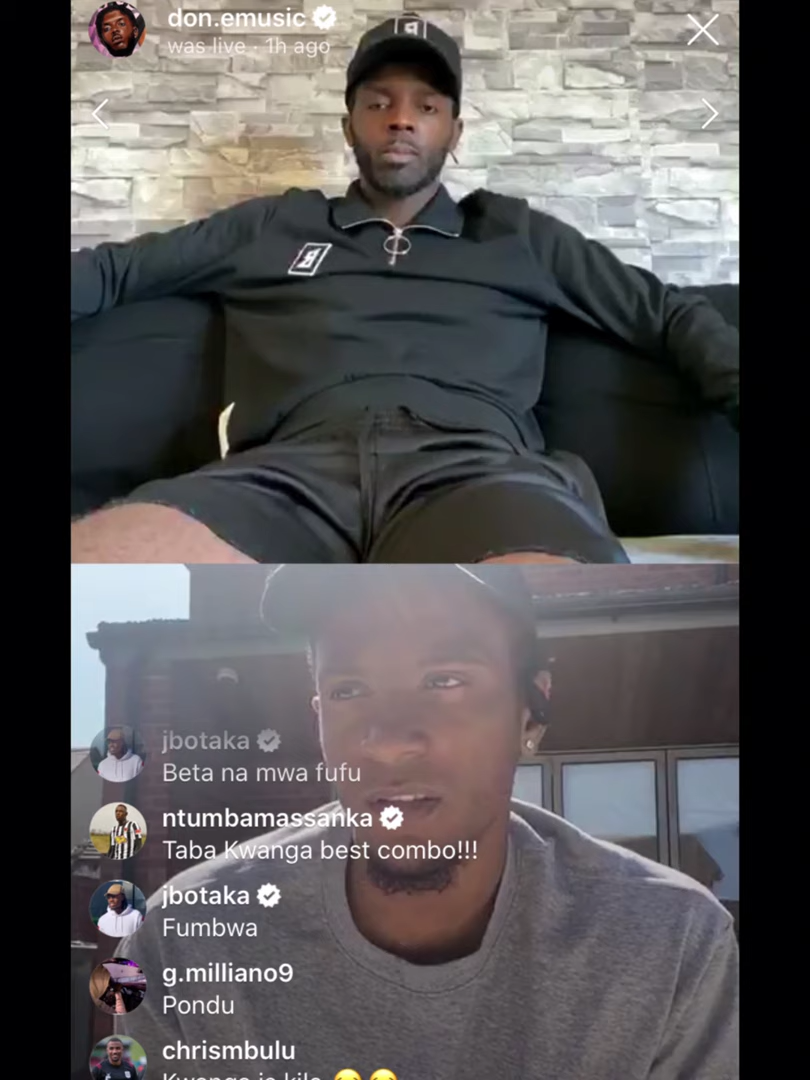 don.emusic
was live · 1h ago
jbotaka
Beta na mwa fufu
ntumbamassanka
Taba Kwanga best combo!!!
jbotaka
Fumbwa
g.milliano9
Pondu
chrismbulu